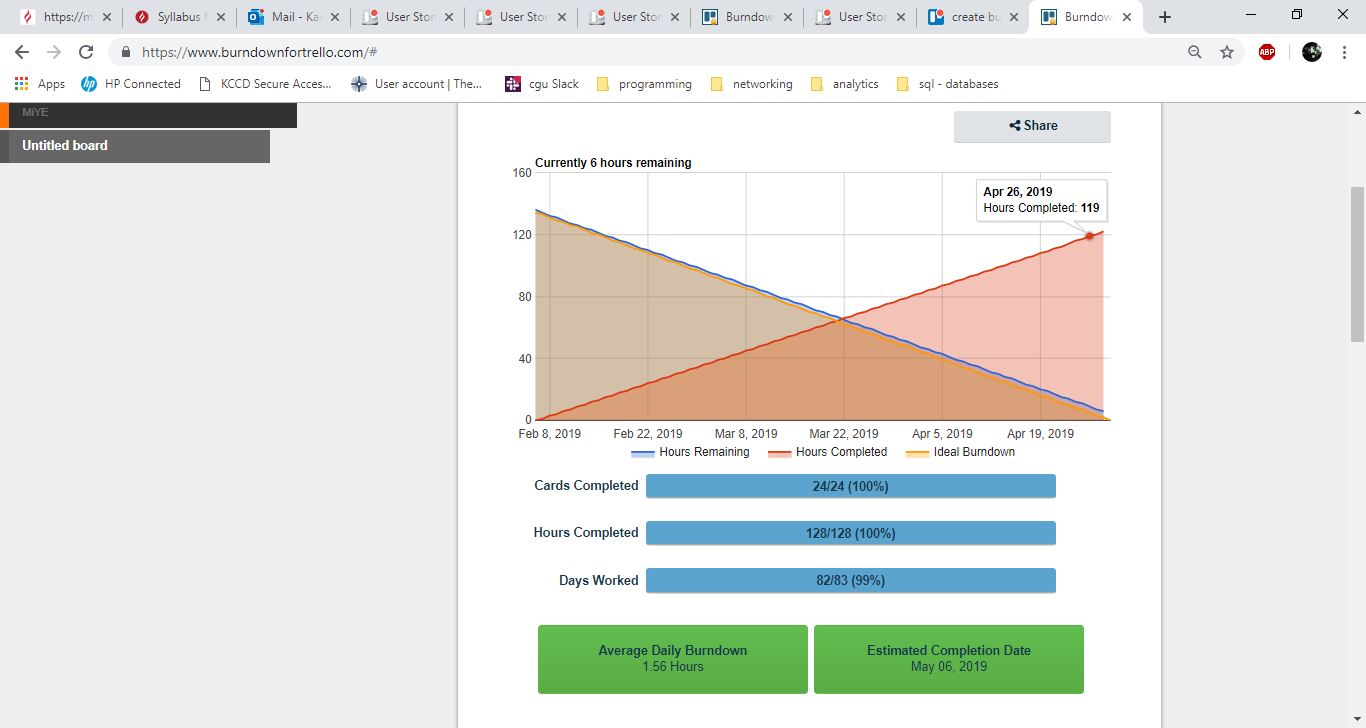 https://m
Syllabus
Mail - Ka
User Stor
User Stor
User Stor
Burndow
User Stor
create bu
Burndow
https://www.burndownfortrello.com/#
ABP
Apps
HP Connected
KCCD Secure Acces...
User account | The...
cgu Slack
programming
networking
analytics
sql - databases
MiYE
Untitled board
Share
Currently 6 hours remaining
160
120
80
40
0
Apr 26, 2019
Hours Completed: 119
Feb 8, 2019 Feb 22, 2019 Mar 8, 2019 Mar 22, 2019 Apr 5, 2019 Apr 19, 2019
Hours Remaining Hours Completed Ideal Burndown
Cards Completed 24/24 (100%)
Hours Completed 128/128 (100%)
Days Worked 82/83 (99%)
Average Daily Burndown
1.56 Hours
Estimated Completion Date
May 06, 2019